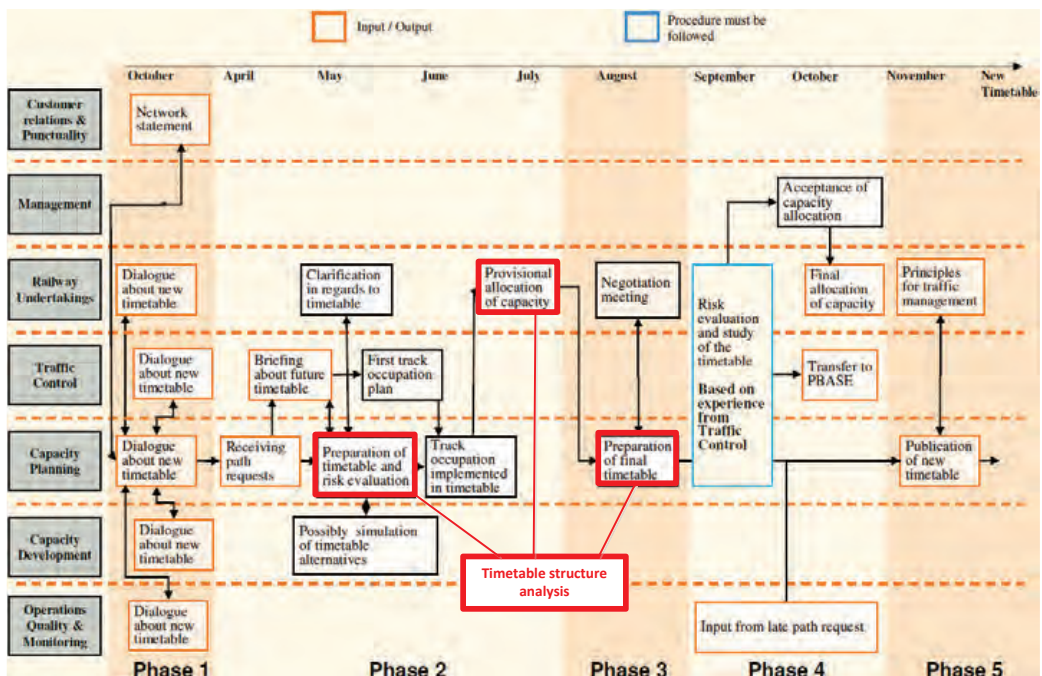 Input / Output
Procedure must be
followed
October
April
May
June
July
August
September
October
November
New
Timetable
Customer
relations &
Punctuality
Network
statement
Management
Acceptance of
capacity
allocation
Railway
Undertakings
Dialogue
about new
timetable
Clarification
in regards to
timetable
Provisional
allocation
of capacity
Negotiation
meeting
Risk
evaluation
and study
of the
timetable
Based on
experience
from
Traffic
Control
Final
allocation
of capacity
Principles
for traffic
management
Traffic
Control
Dialogue
about new
timetable
Briefing
about future
timetable
First track
occupation
plan
Transfer to
PBASE
Capacity
Planning
Dialogue
about new
timetable
Receiving
path
requests
Preparation of
timetable and
risk evaluation
Track
occupation
implemented
in timetable
Preparation
of final
timetable
Publication
of new
timetable
Capacity
Development
Dialogue
about new
timetable
Possibly simulation
of timetable
alternatives
Timetable structure
analysis
Operations
Quality &
Monitoring
Dialogue
about new
timetable
Input from late path request
Phase 1
Phase 2
Phase 3
Phase 4
Phase 5